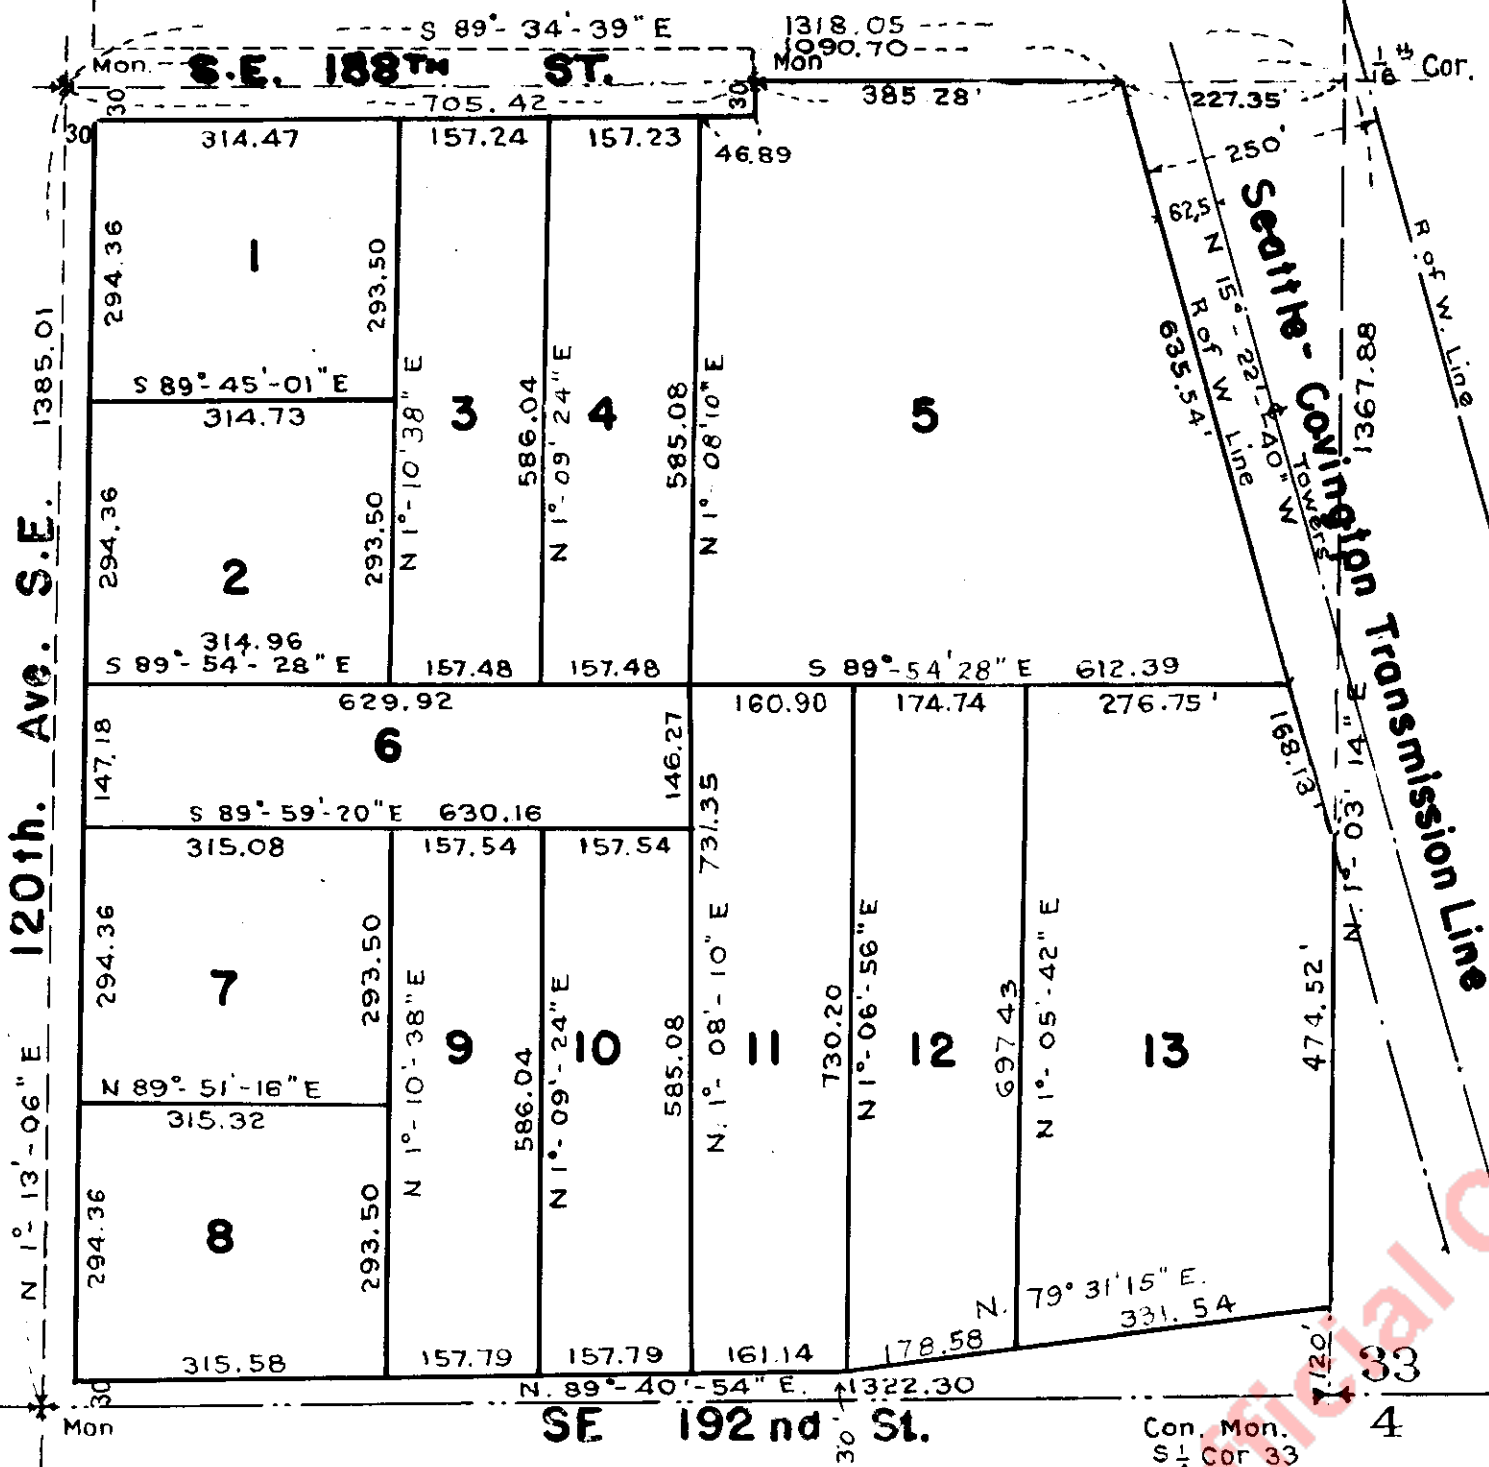 S 89°-34'-39" E 1318.05
1090.70
Mon. S.E. 188TH ST. Mon 1/8 th Cor.
30 705.42 30 385.28' 227.35'
30 314.47 157.24 157.23 46.89
250'
62.5
N 15°-22'-40" W
R of W Line
Towers
635.54'
R of W. Line
Seattle-Covington Transmission Line
1367.88
N. 1°-03' 14" E
1385.01
120th. Ave. S.E.
N 1°-13'-06" E
294.36 1 293.50
S 89°-45'-01" E
314.73
294.36 2 293.50
314.96
S 89°-54'-28" E
N 1°-10'38" E
3
586.04
N 1°-09'24" E
4
585.08
N 1°08'10" E
5
157.48 157.48 S 89°-54'28" E 612.39
629.92 160.90 174.74 276.75'
147.18 6 146.27
168.13'
S 89°-59'-20" E 630.16
315.08 157.54 157.54
731.35
294.36 7 293.50
N 89°-51'-16" E
315.32
294.36 8 293.50
N 1°-10'-38" E
9
586.04
N 1°-09'-24" E
10
585.08
N. 1°08'-10" E
11
730.20
N 1°-06'-56" E
12
697.43
N 1°-05'-42" E
13
474.52'
N. 79°31'15" E.
331.54
178.58
315.58 157.79 157.79 161.14
120' 33
30 N. 89°-40'-54" E. 1322.30
Mon SE 192nd St. 4
30
Con. Mon.
S 1/4 Cor 33